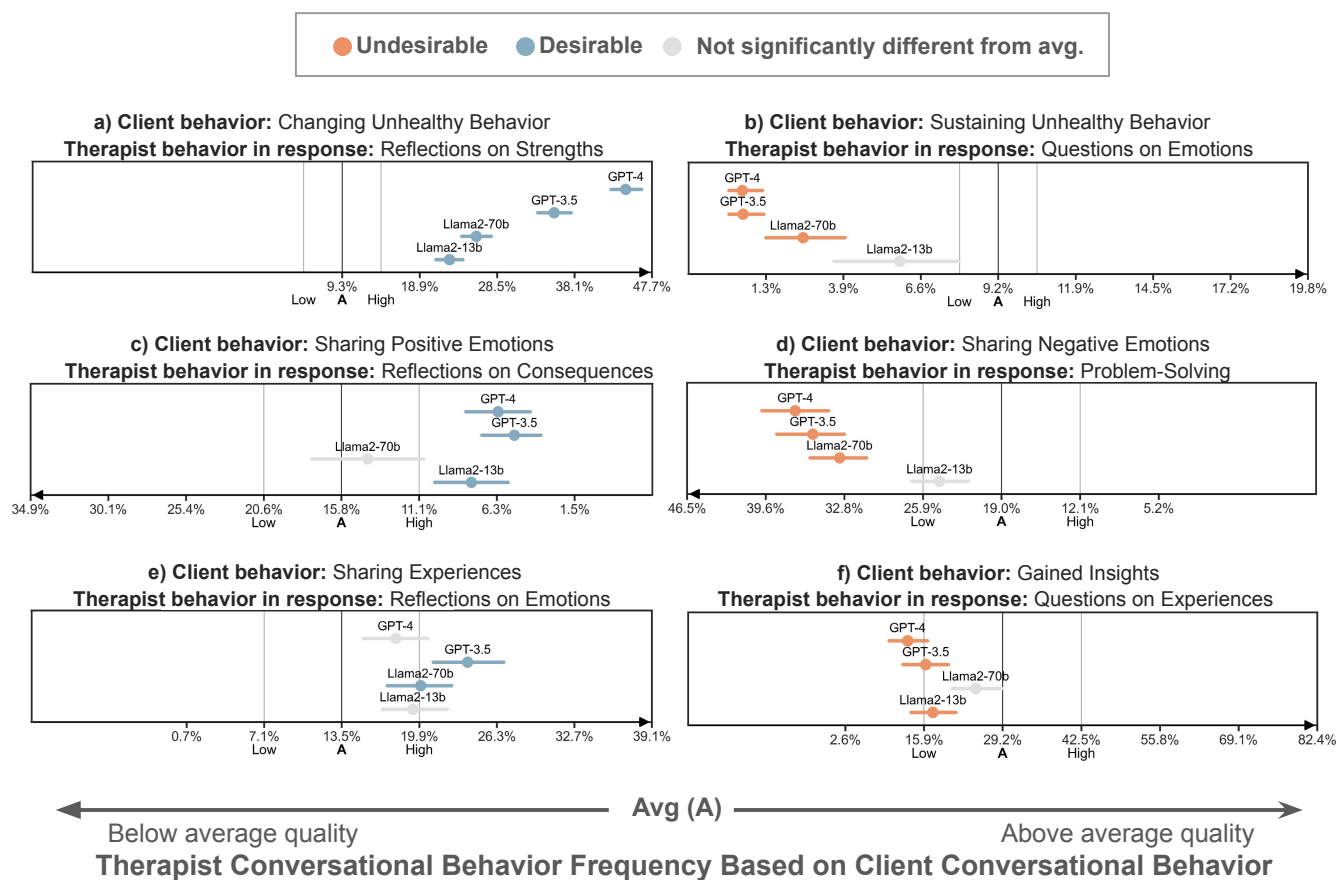 Undesirable Desirable Not significantly different from avg.
a) Client behavior: Changing Unhealthy Behavior
Therapist behavior in response: Reflections on Strengths
GPT-4
GPT-3.5
Llama2-70b
Llama2-13b
9.3% 18.9% 28.5% 38.1% 47.7%
Low A High
b) Client behavior: Sustaining Unhealthy Behavior
Therapist behavior in response: Questions on Emotions
GPT-4
GPT-3.5
Llama2-70b
Llama2-13b
1.3% 3.9% 6.6% 9.2% 11.9% 14.5% 17.2% 19.8%
Low A High
c) Client behavior: Sharing Positive Emotions
Therapist behavior in response: Reflections on Consequences
GPT-4
GPT-3.5
Llama2-70b
Llama2-13b
34.9% 30.1% 25.4% 20.6% 15.8% 11.1% 6.3% 1.5%
Low A High
d) Client behavior: Sharing Negative Emotions
Therapist behavior in response: Problem-Solving
GPT-4
GPT-3.5
Llama2-70b
Llama2-13b
46.5% 39.6% 32.8% 25.9% 19.0% 12.1% 5.2%
Low A High
e) Client behavior: Sharing Experiences
Therapist behavior in response: Reflections on Emotions
GPT-4
GPT-3.5
Llama2-70b
Llama2-13b
0.7% 7.1% 13.5% 19.9% 26.3% 32.7% 39.1%
Low A High
f) Client behavior: Gained Insights
Therapist behavior in response: Questions on Experiences
GPT-4
GPT-3.5
Llama2-70b
Llama2-13b
2.6% 15.9% 29.2% 42.5% 55.8% 69.1% 82.4%
Low A High
Avg (A)
Below average quality Above average quality
Therapist Conversational Behavior Frequency Based on Client Conversational Behavior